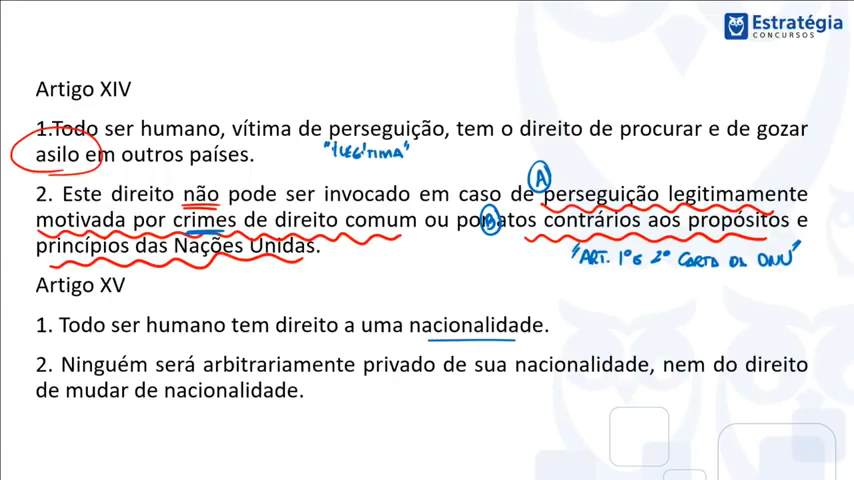 Estratégia
CONCURSOS
Artigo XIV
1.Todo ser humano, vítima de perseguição, tem o direito de procurar e de gozar
asilo em outros países.
"ILEGÍTIMA"
A
2. Este direito não pode ser invocado em caso de perseguição legitimamente
motivada por crimes de direito comum ou por atos contrários aos propósitos e
B
princípios das Nações Unidas.
"ART. 1º e 2º CARTA DA ONU"
Artigo XV
1. Todo ser humano tem direito a uma nacionalidade.
2. Ninguém será arbitrariamente privado de sua nacionalidade, nem do direito
de mudar de nacionalidade.